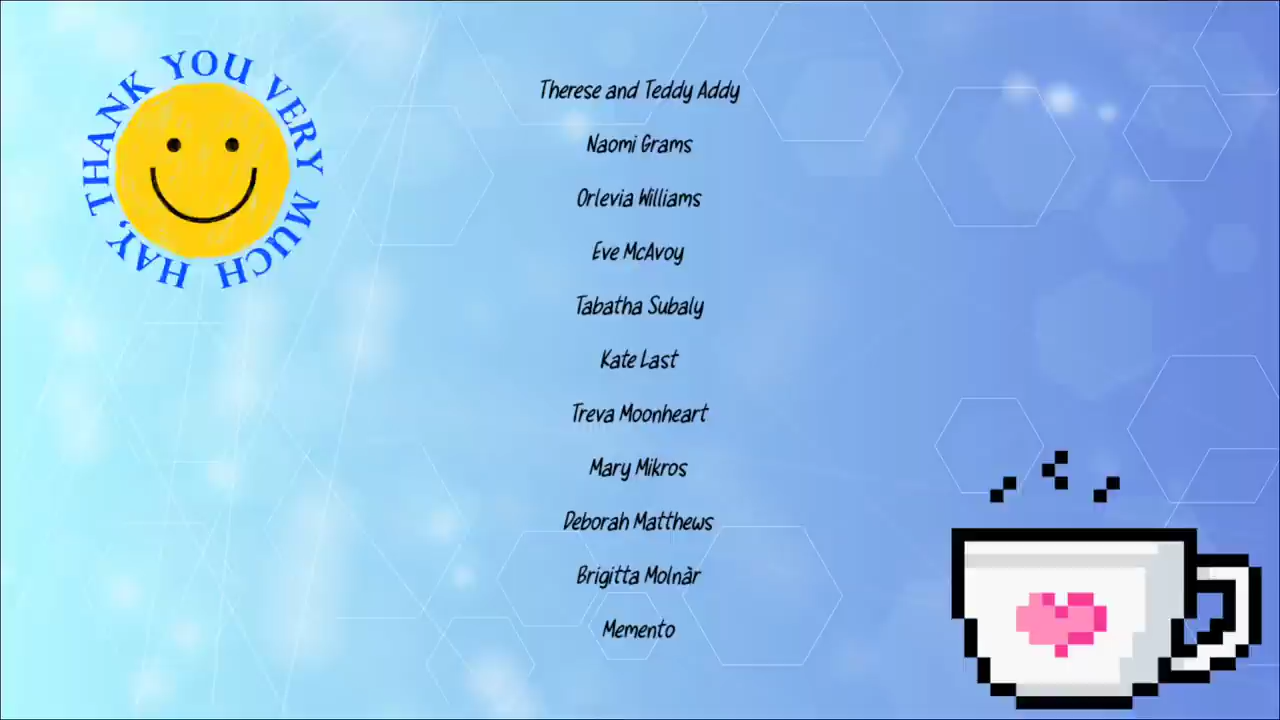 HAY, THANK YOU VERY MUCH
Therese and Teddy Addy
Naomi Grams
Orlevia Williams
Eve McAvoy
Tabatha Subaly
Kate Last
Treva Moonheart
Mary Mikros
Deborah Matthews
Brigitta Molnàr
Memento